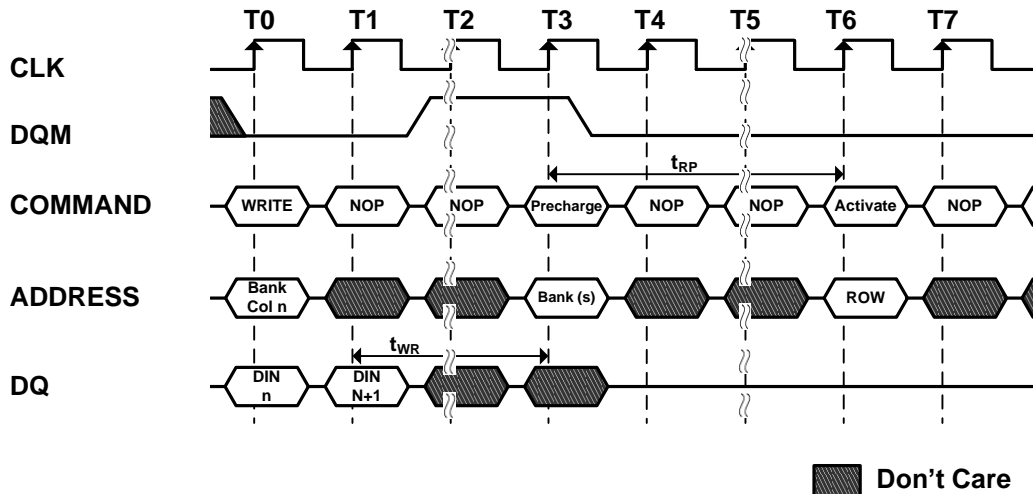 T0 T1 T2 T3 T4 T5 T6 T7
CLK
DQM
tRP
COMMAND WRITE NOP NOP Precharge NOP NOP Activate NOP
ADDRESS Bank Col n Bank (s) ROW
tWR
DQ DIN n DIN N+1
Don't Care